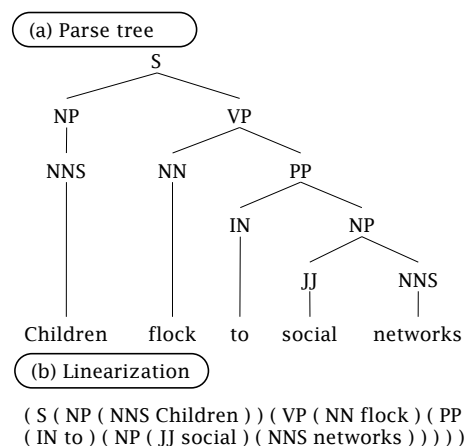 (a) Parse tree
S
NP VP
NNS NN PP
IN NP
JJ NNS
Children flock to social networks
(b) Linearization
( S ( NP ( NNS Children ) ) ( VP ( NN flock ) ( PP
( IN to ) ( NP ( JJ social ) ( NNS networks ) ) ) ) )